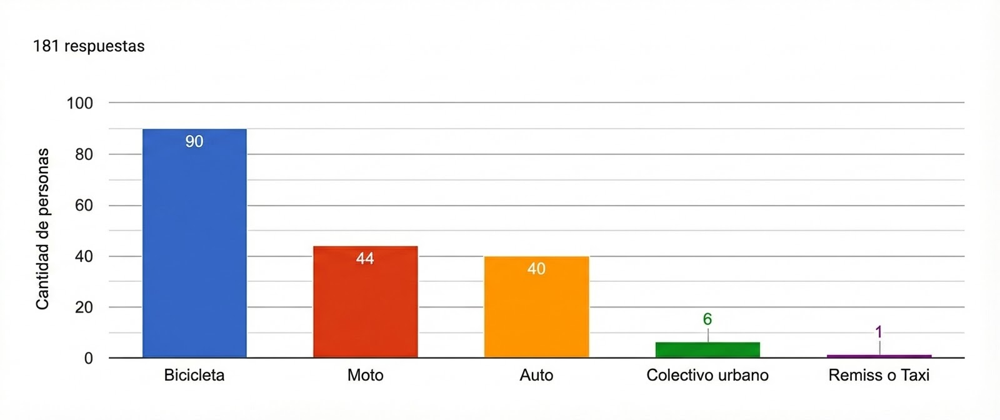 181 respuestas
Cantidad de personas
100
80
60
40
20
0
90
44
40
6
1
Bicicleta
Moto
Auto
Colectivo urbano
Remiss o Taxi